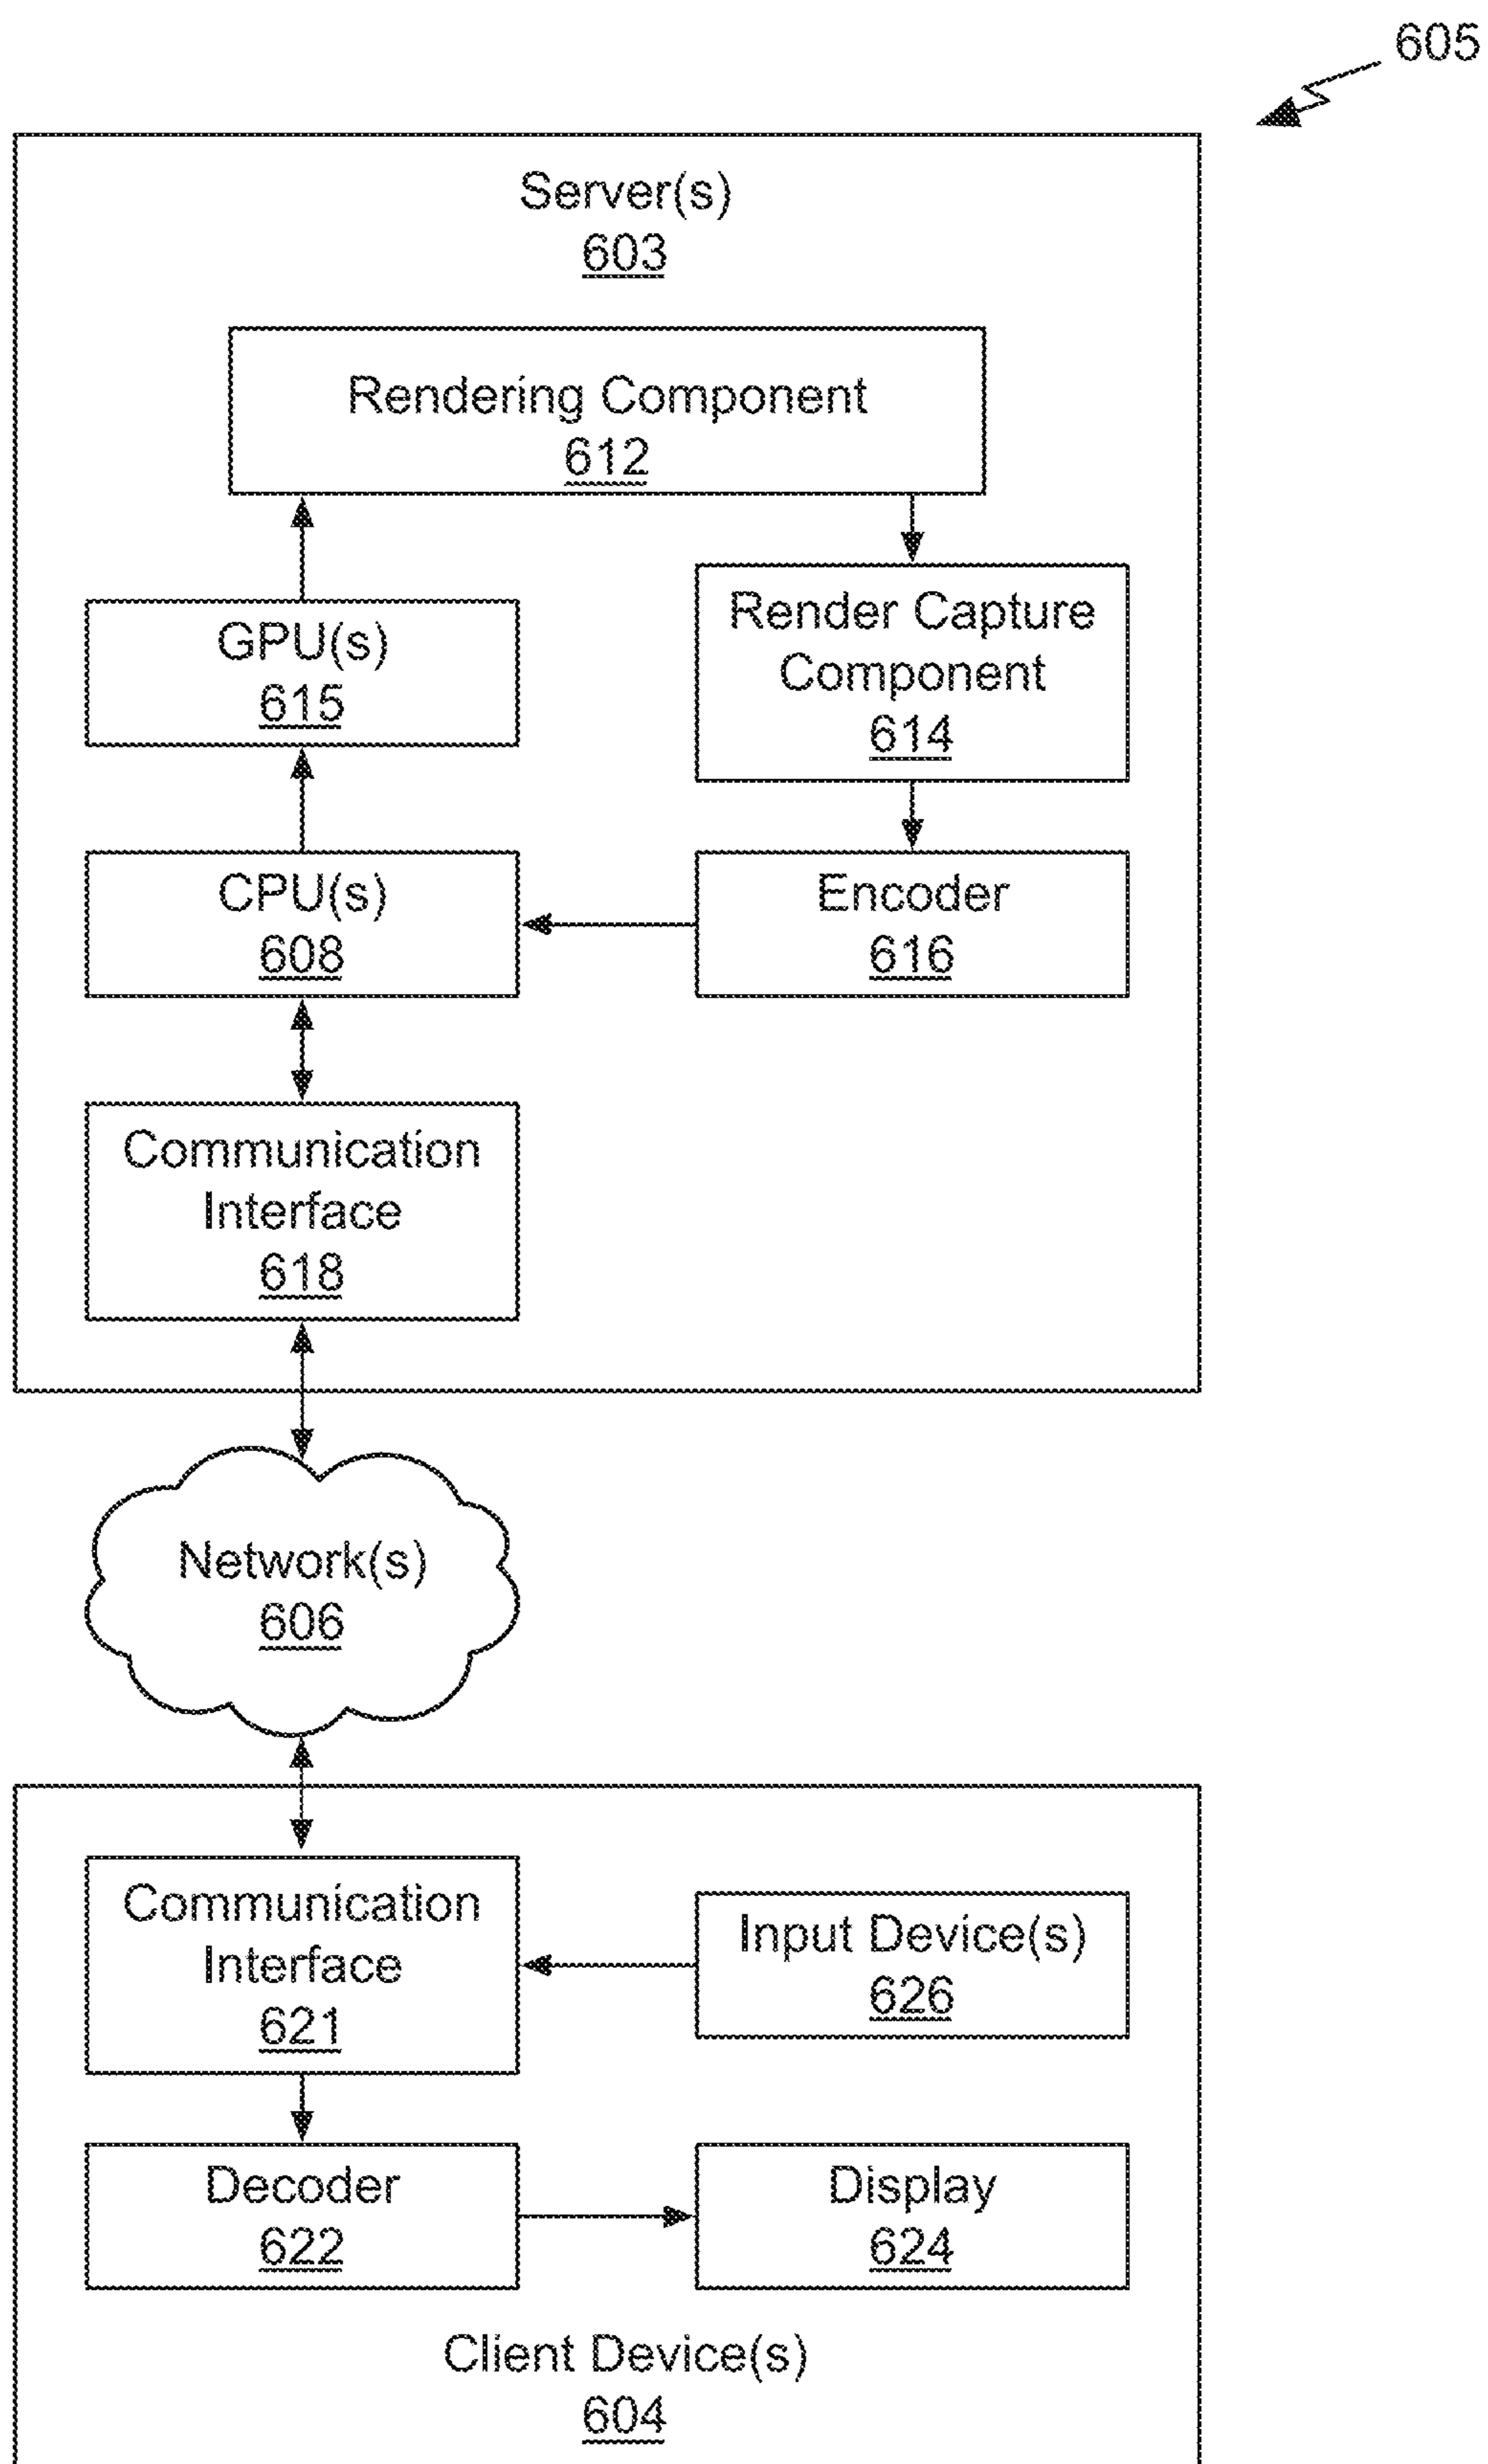 605
Server(s)
603
Rendering Component
612
GPU(s)
615
Render Capture
Component
614
CPU(s)
608
Encoder
616
Communication
Interface
618
Network(s)
606
Communication
Interface
621
Input Device(s)
626
Decoder
622
Display
624
Client Device(s)
604